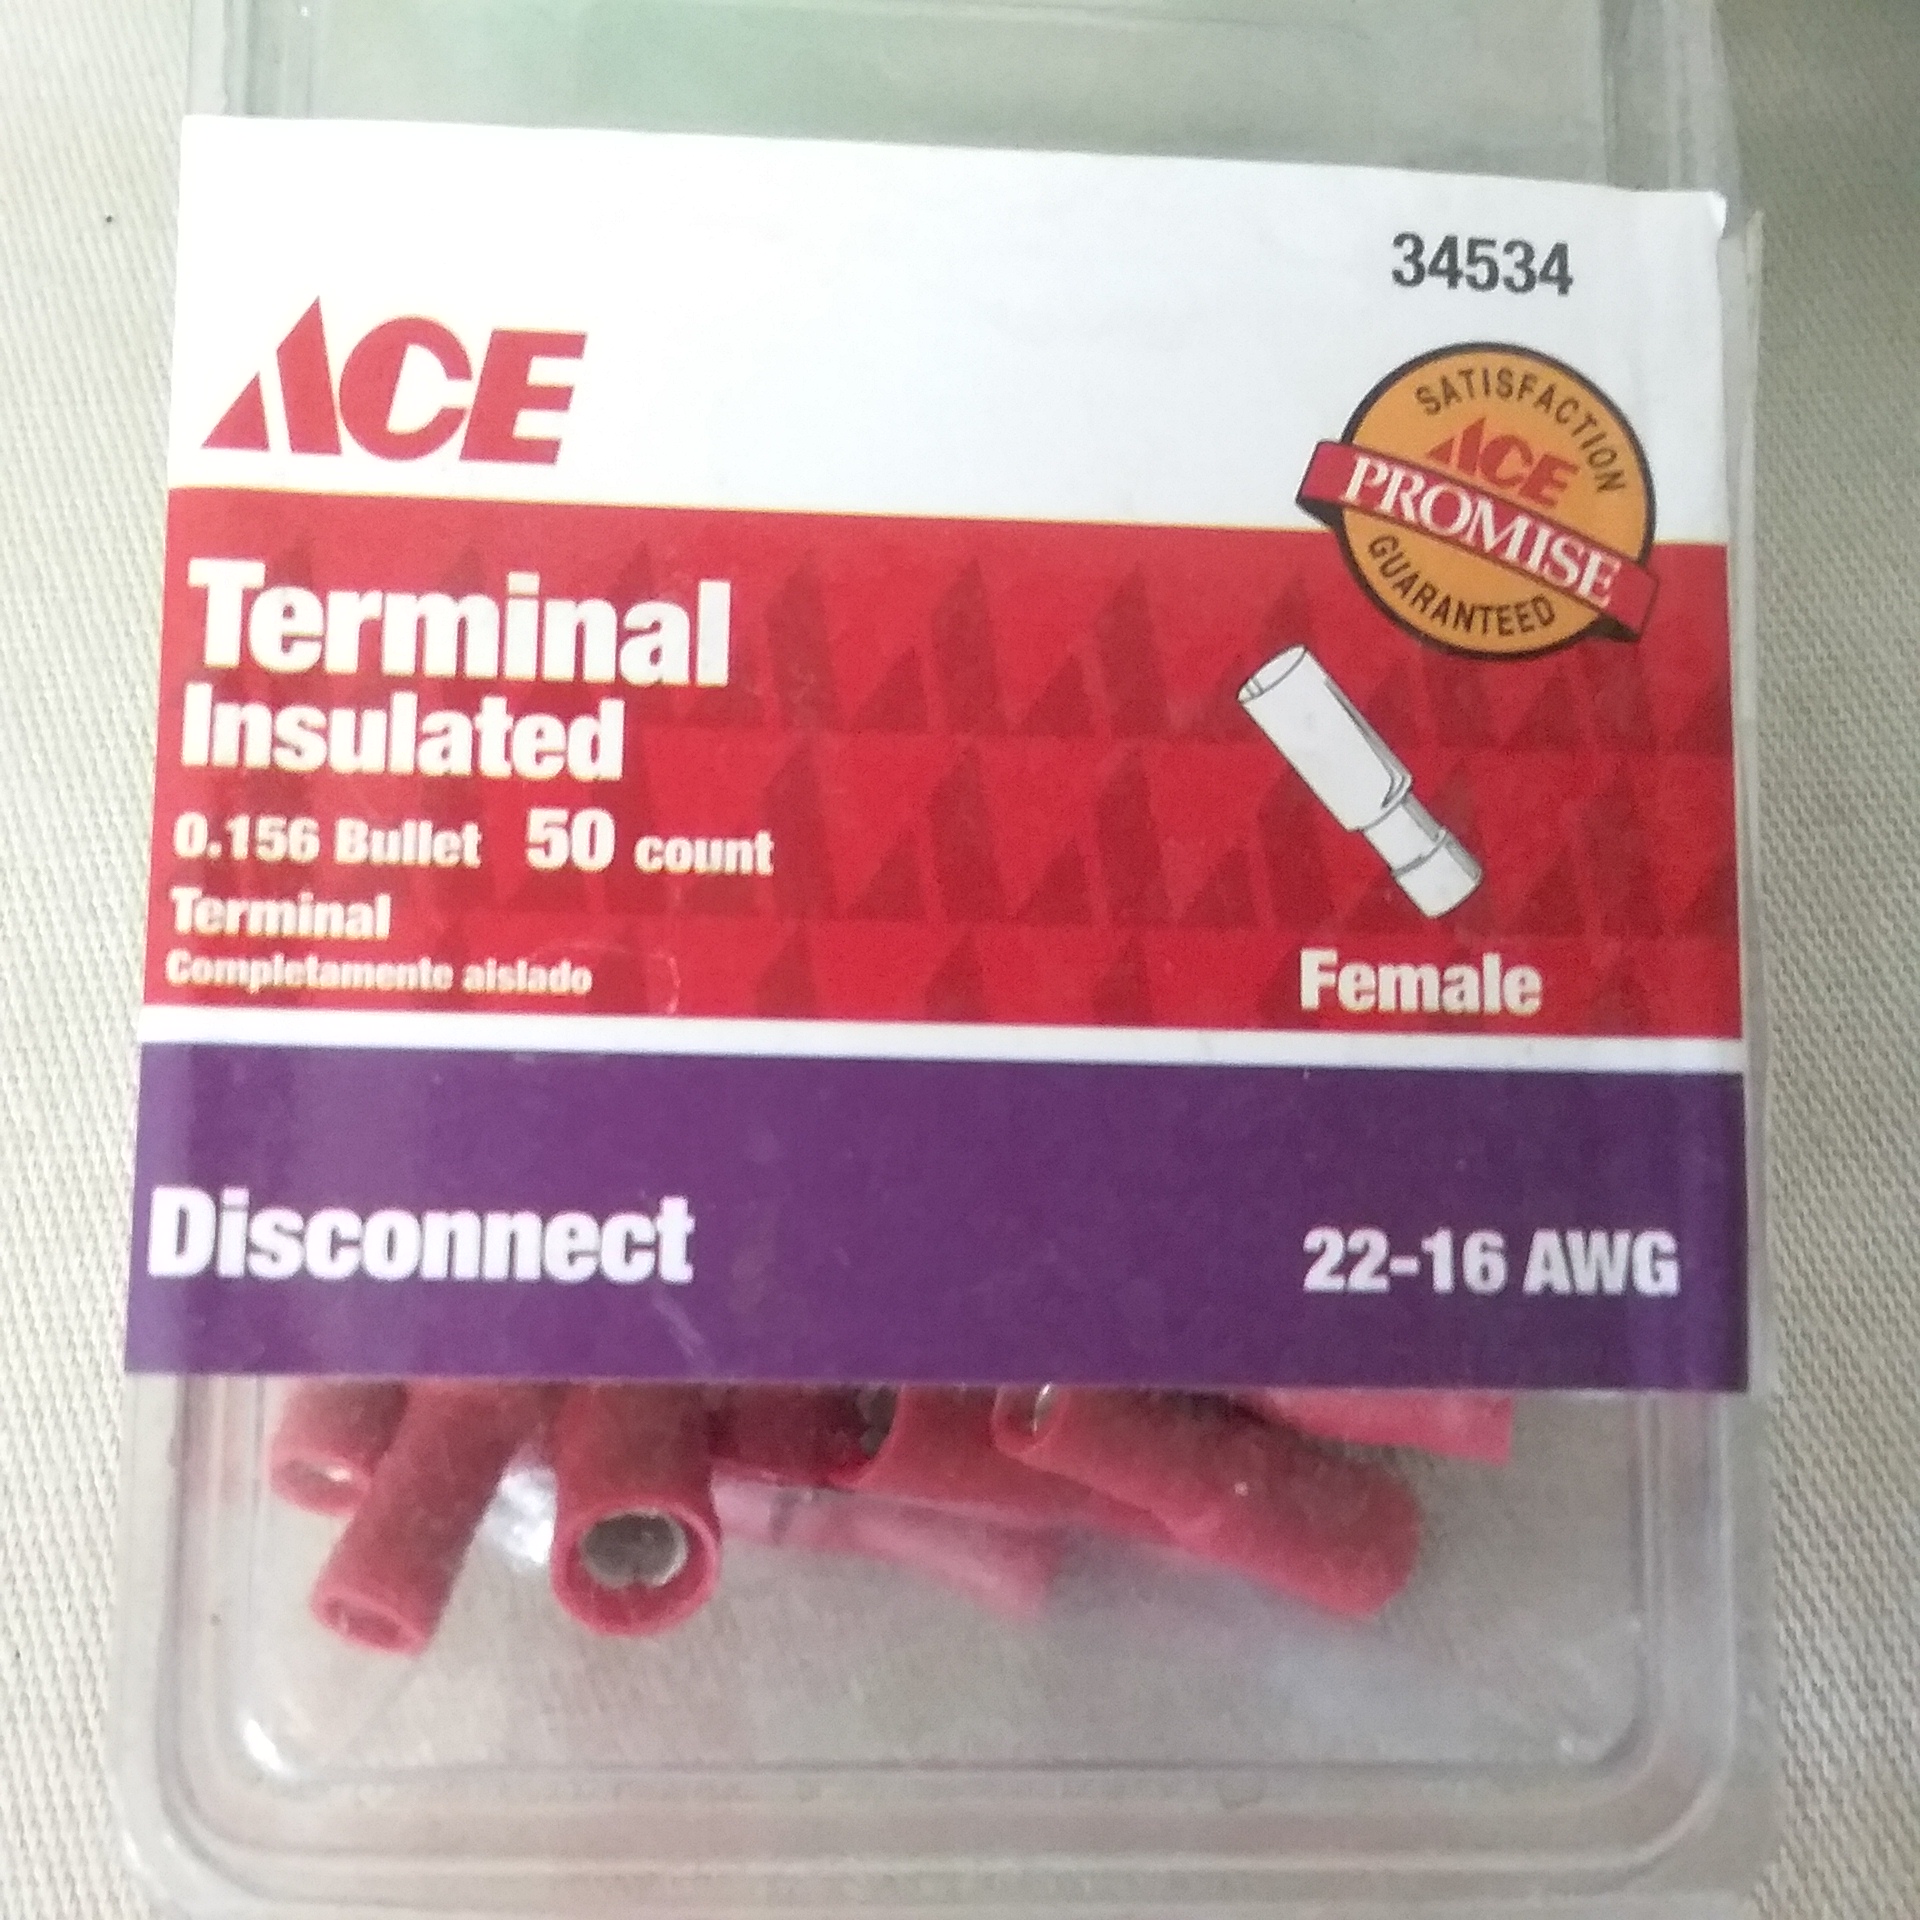 34534
ACE
SATISFACTION
ACE
PROMISE
GUARANTEED
Terminal
Insulated
0.156 Bullet 50 count
Terminal
Completamente aislado
Female
Disconnect
22-16 AWG